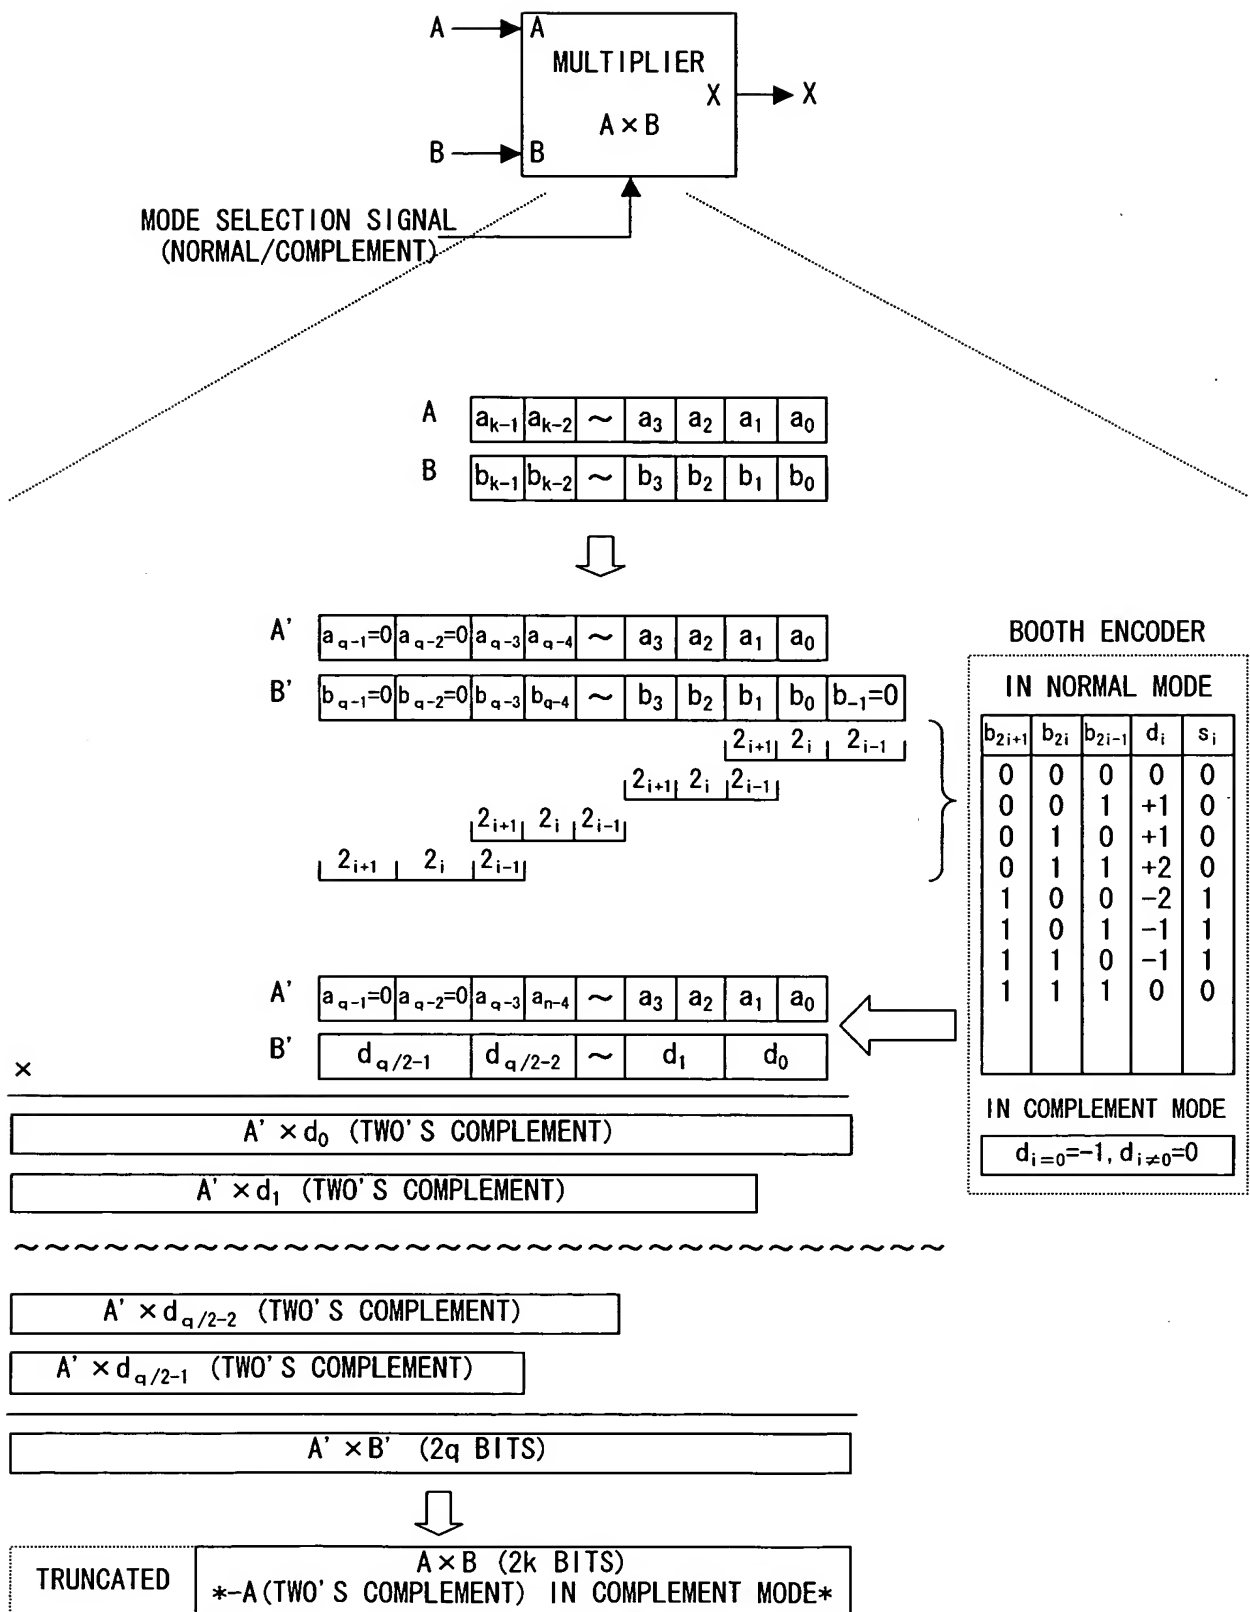 A A
MULTIPLIER
X X
A×B
B B
MODE SELECTION SIGNAL
(NORMAL/COMPLEMENT)
A a_{k-1} a_{k-2} ~ a_3 a_2 a_1 a_0
B b_{k-1} b_{k-2} ~ b_3 b_2 b_1 b_0
A' a_{q-1}=0 a_{q-2}=0 a_{q-3} a_{q-4} ~ a_3 a_2 a_1 a_0
B' b_{q-1}=0 b_{q-2}=0 b_{q-3} b_{q-4} ~ b_3 b_2 b_1 b_0 b_{-1}=0
2_{i+1} 2_i 2_{i-1}
2_{i+1} 2_i 2_{i-1}
2_{i+1} 2_i 2_{i-1}
2_{i+1} 2_i 2_{i-1}
BOOTH ENCODER
IN NORMAL MODE
b_{2i+1} b_{2i} b_{2i-1} d_i s_i
0 0 0 0 0
0 0 1 +1 0
0 1 0 +1 0
0 1 1 +2 0
1 0 0 -2 1
1 0 1 -1 1
1 1 0 -1 1
1 1 1 0 0
IN COMPLEMENT MODE
d_{i=0}=-1, d_{i≠0}=0
A' a_{q-1}=0 a_{q-2}=0 a_{q-3} a_{n-4} ~ a_3 a_2 a_1 a_0
B' d_{q/2-1} d_{q/2-2} ~ d_1 d_0
×
A'×d_0 (TWO'S COMPLEMENT)
A'×d_1 (TWO'S COMPLEMENT)
A'×d_{q/2-2} (TWO'S COMPLEMENT)
A'×d_{q/2-1} (TWO'S COMPLEMENT)
A'×B' (2q BITS)
TRUNCATED
A×B (2k BITS)
*-A(TWO'S COMPLEMENT) IN COMPLEMENT MODE*